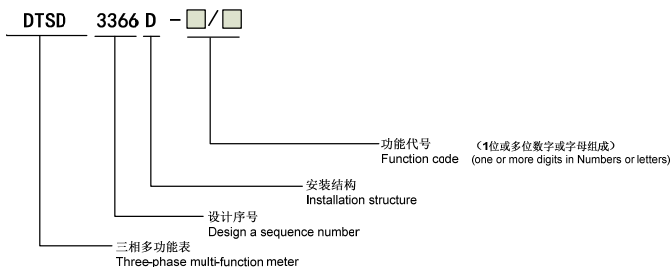 DTSD 3366 D -□/□
功能代号 （1位或多位数字或字母组成）
Function code (one or more digits in Numbers or letters)
安装结构
Installation structure
设计序号
Design a sequence number
三相多功能表
Three-phase multi-function meter